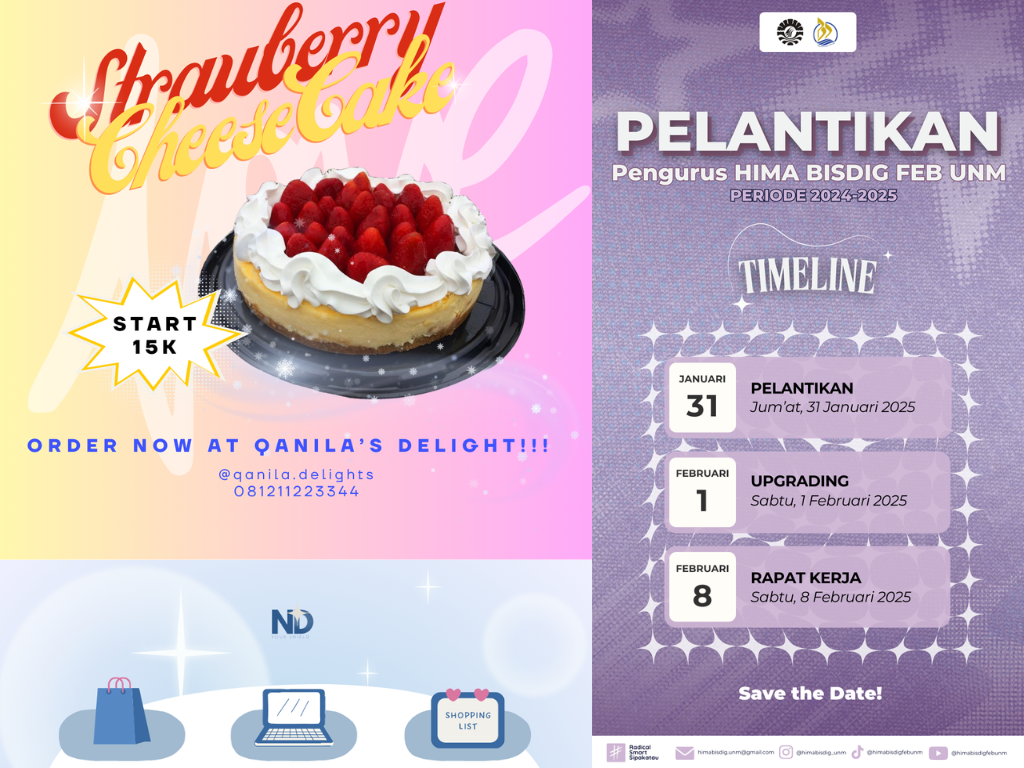 Strawberry
CheeseCake
START
15K
ORDER NOW AT QANILA'S DELIGHT!!!
@qanila.delights
081211223344
ND
SHOPPING
LIST
PELANTIKAN
Pengurus HIMA BISDIG FEB UNM
PERIODE 2024-2025
TIMELINE
JANUARI
31
PELANTIKAN
Jum'at, 31 Januari 2025
FEBRUARI
1
UPGRADING
Sabtu, 1 Februari 2025
FEBRUARI
8
RAPAT KERJA
Sabtu, 8 Februari 2025
Save the Date!
Radical
Smart
Sipakatau
himabisdig.unm@gmail.com
@himabisdig_unm
@himabisdigfebunm
@himabisdigfebunm